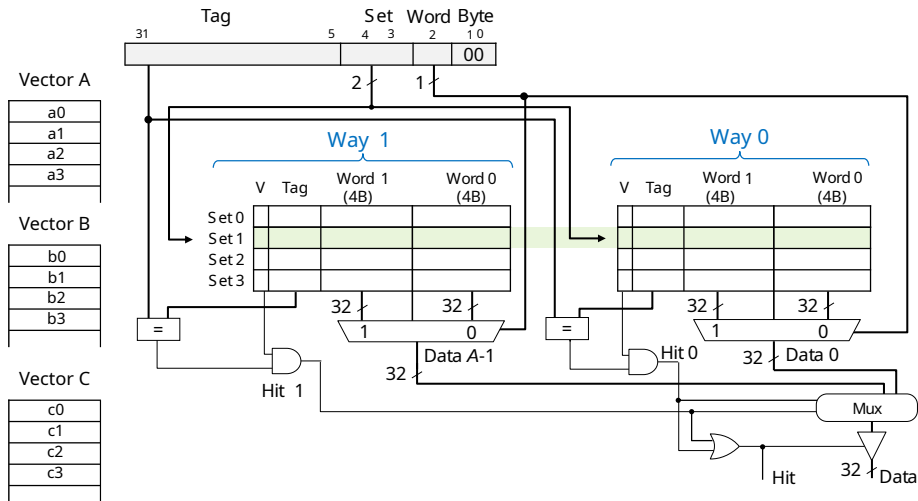 Tag Set Word Byte
31 5 4 3 2 1 0
00
2 1
Vector A
a0
a1
a2
a3
Vector B
b0
b1
b2
b3
Vector C
c0
c1
c2
c3
Way 1
V Tag Word 1 (4B) Word 0 (4B)
Set 0
Set 1
Set 2
Set 3
32 32
=
1 0
Data A-1
32
Hit 1
Way 0
V Tag Word 1 (4B) Word 0 (4B)
32 32
=
1 0
Hit 0
32 Data 0
Mux
32 Data
Hit